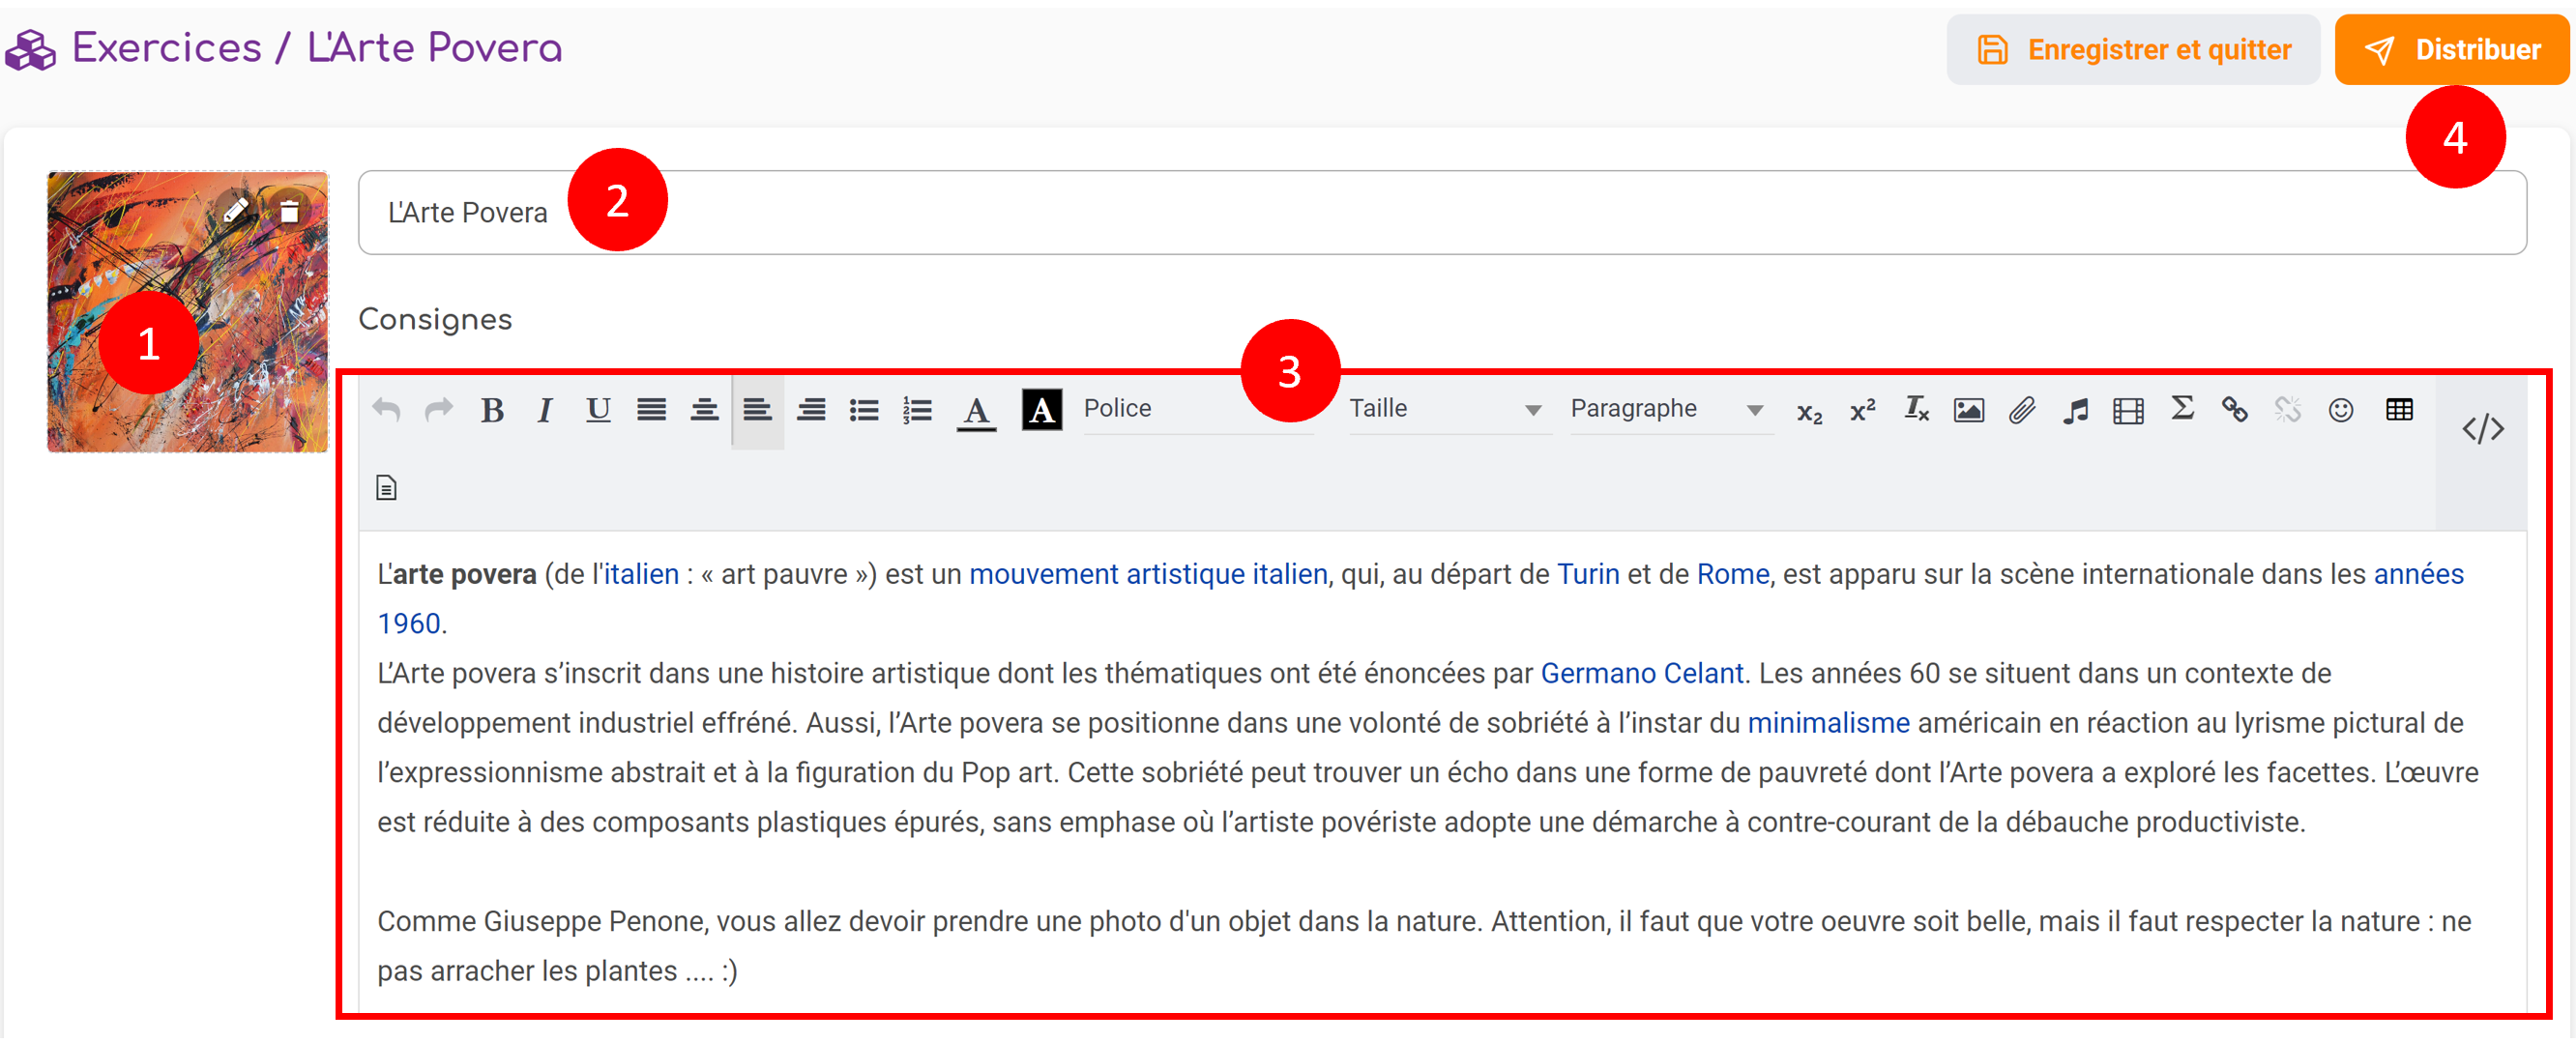 Exercices / L'Arte Povera
Enregistrer et quitter
Distribuer
4
L'Arte Povera
2
1
Consignes
3
B I U A A Police Taille Paragraphe x₂ x² Tx Σ </>
L'arte povera (de l'italien : « art pauvre ») est un mouvement artistique italien, qui, au départ de Turin et de Rome, est apparu sur la scène internationale dans les années
1960.
L’Arte povera s’inscrit dans une histoire artistique dont les thématiques ont été énoncées par Germano Celant. Les années 60 se situent dans un contexte de
développement industriel effréné. Aussi, l’Arte povera se positionne dans une volonté de sobriété à l’instar du minimalisme américain en réaction au lyrisme pictural de
l’expressionnisme abstrait et à la figuration du Pop art. Cette sobriété peut trouver un écho dans une forme de pauvreté dont l’Arte povera a exploré les facettes. L’œuvre
est réduite à des composants plastiques épurés, sans emphase où l’artiste povériste adopte une démarche à contre-courant de la débauche productiviste.
Comme Giuseppe Penone, vous allez devoir prendre une photo d'un objet dans la nature. Attention, il faut que votre oeuvre soit belle, mais il faut respecter la nature : ne
pas arracher les plantes .... :)